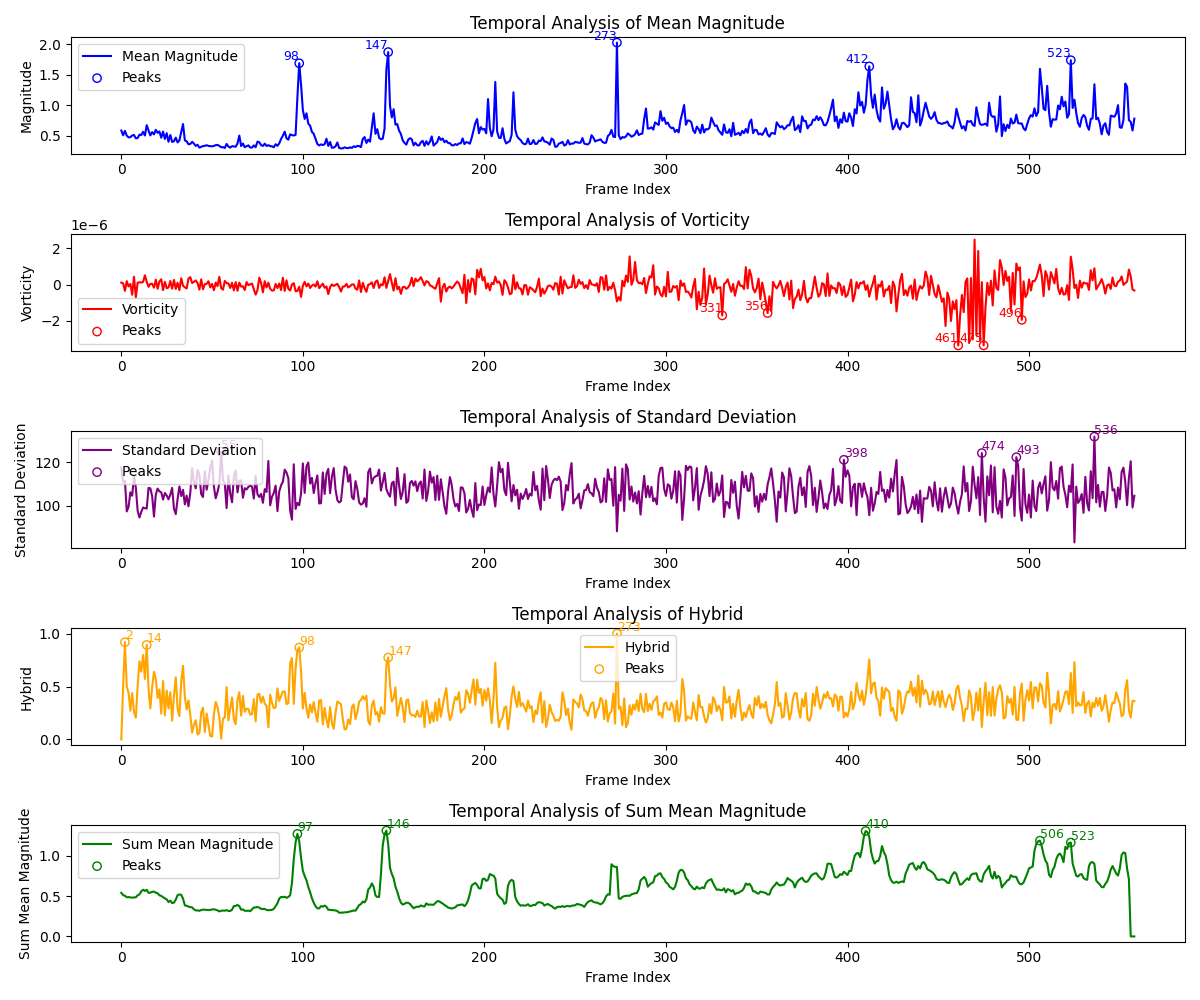 Temporal Analysis of Mean Magnitude
Magnitude
2.0
1.5
1.0
0.5
Mean Magnitude
Peaks
98
147
273
412
523
0 100 200 300 400 500
Frame Index
Temporal Analysis of Vorticity
1e−6
Vorticity
2
0
−2
Vorticity
Peaks
331
356
461
475
496
0 100 200 300 400 500
Frame Index
Temporal Analysis of Standard Deviation
Standard Deviation
120
100
Standard Deviation
Peaks
55
398
474
493
536
0 100 200 300 400 500
Frame Index
Temporal Analysis of Hybrid
Hybrid
1.0
0.5
0.0
2
14
98
147
273
Hybrid
Peaks
0 100 200 300 400 500
Frame Index
Temporal Analysis of Sum Mean Magnitude
Sum Mean Magnitude
1.0
0.5
0.0
Sum Mean Magnitude
Peaks
97
146
410
506
523
0 100 200 300 400 500
Frame Index